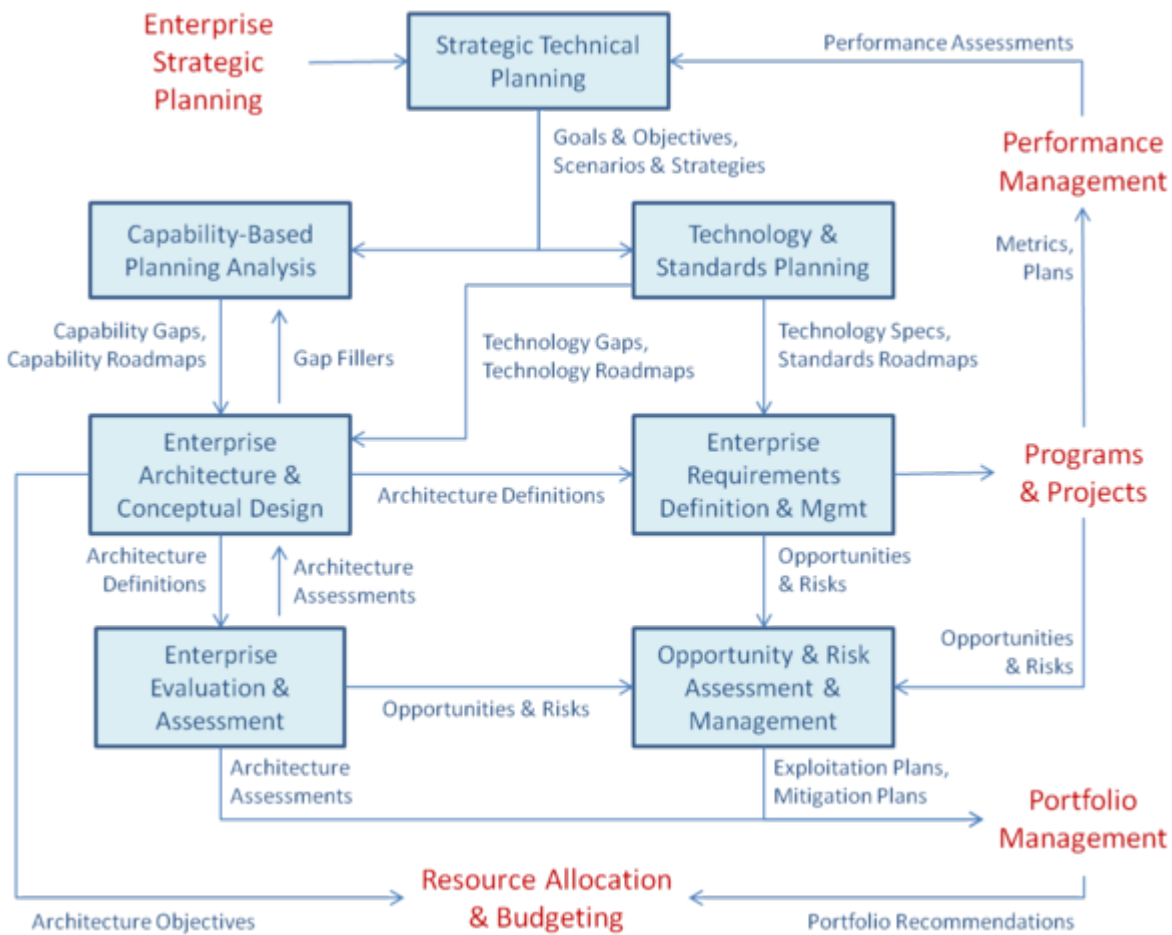 Enterprise
Strategic
Planning
Strategic Technical
Planning
Performance Assessments
Goals & Objectives,
Scenarios & Strategies
Performance
Management
Capability-Based
Planning Analysis
Technology &
Standards Planning
Metrics,
Plans
Capability Gaps,
Capability Roadmaps
Gap Fillers
Technology Gaps,
Technology Roadmaps
Technology Specs,
Standards Roadmaps
Enterprise
Architecture &
Conceptual Design
Architecture Definitions
Enterprise
Requirements
Definition & Mgmt
Programs
& Projects
Architecture
Definitions
Architecture
Assessments
Opportunities
& Risks
Enterprise
Evaluation &
Assessment
Opportunities & Risks
Opportunity & Risk
Assessment &
Management
Opportunities
& Risks
Architecture
Assessments
Exploitation Plans,
Mitigation Plans
Portfolio
Management
Resource Allocation
& Budgeting
Architecture Objectives
Portfolio Recommendations